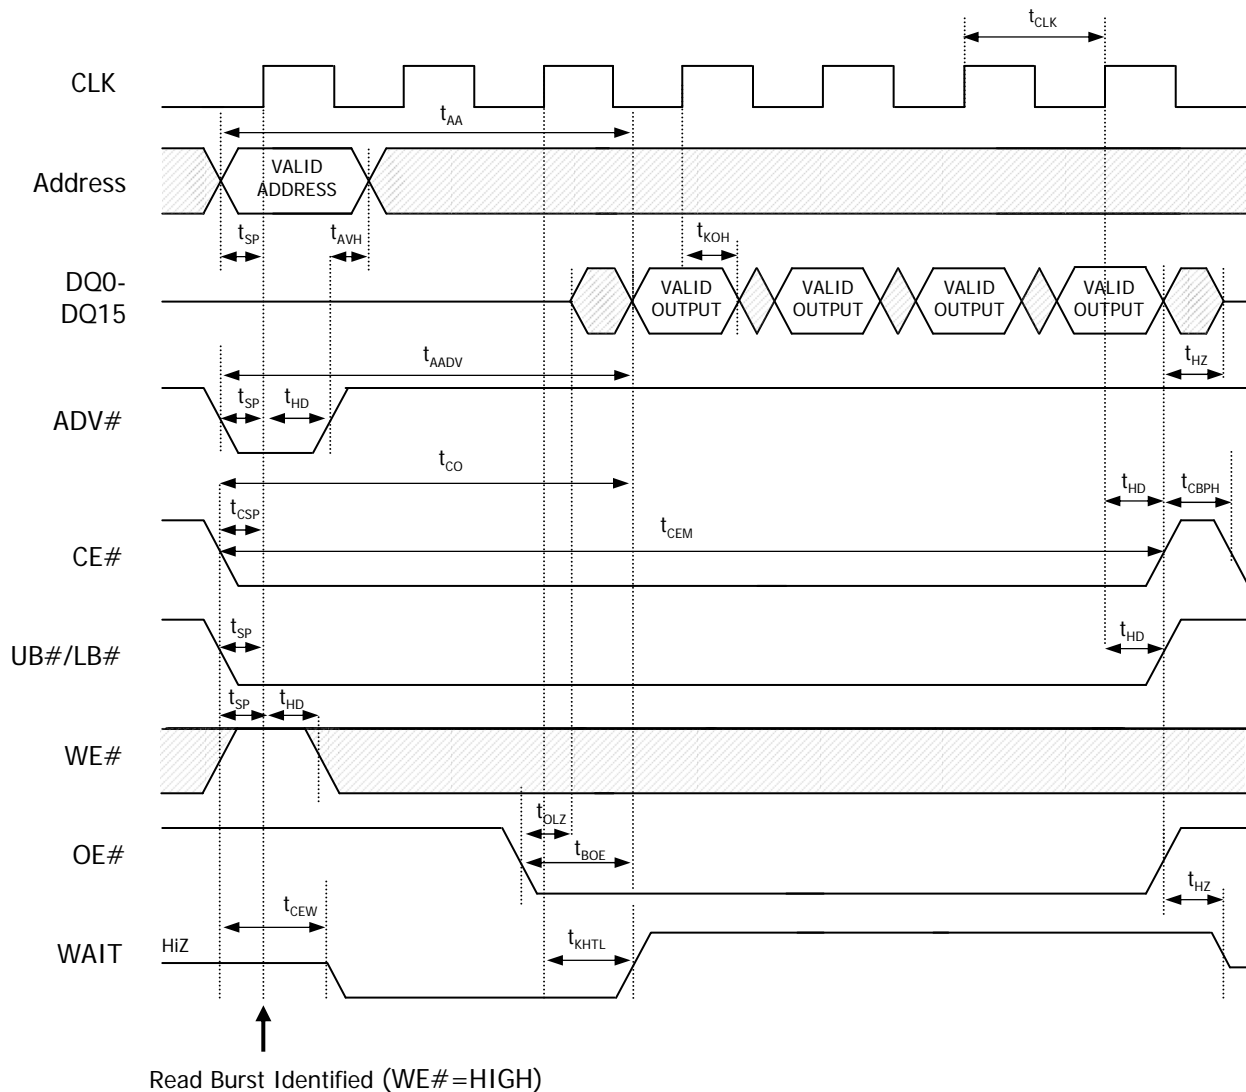 tCLK
CLK
tAA
Address
VALID
ADDRESS
tSP
tAVH
tKOH
DQ0-
DQ15
VALID
OUTPUT
VALID
OUTPUT
VALID
OUTPUT
VALID
OUTPUT
tAADV
tHZ
tSP
tHD
ADV#
tCO
tHD
tCBPH
tCSP
tCEM
CE#
tSP
tHD
UB#/LB#
tSP
tHD
WE#
tOLZ
OE#
tBOE
tHZ
tCEW
WAIT
HiZ
tKHTL
Read Burst Identified (WE#=HIGH)